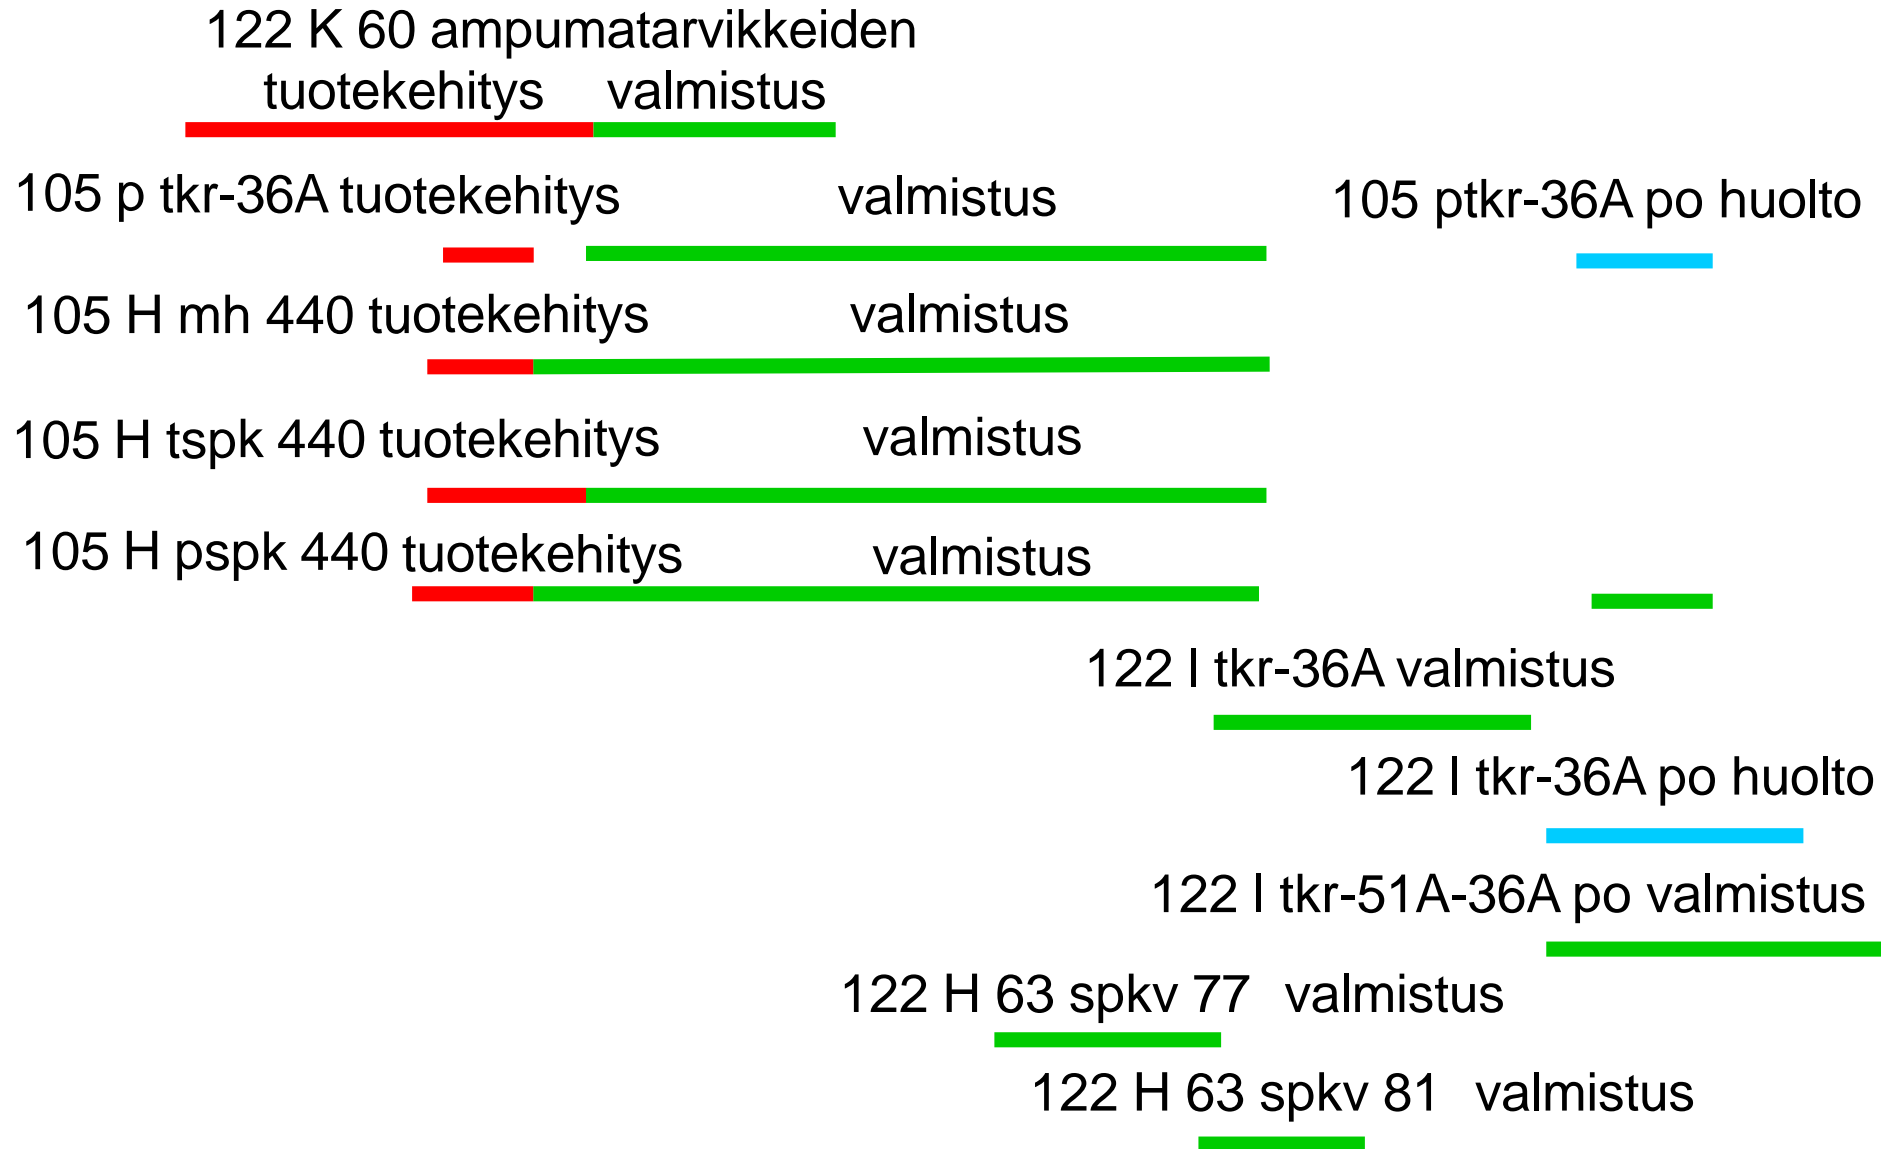 122 K 60 ampumatarvikkeiden
tuotekehitys valmistus
105 p tkr-36A tuotekehitys valmistus 105 ptkr-36A po huolto
105 H mh 440 tuotekehitys valmistus
105 H tspk 440 tuotekehitys valmistus
105 H pspk 440 tuotekehitys valmistus
122 l tkr-36A valmistus
122 l tkr-36A po huolto
122 l tkr-51A-36A po valmistus
122 H 63 spkv 77 valmistus
122 H 63 spkv 81 valmistus